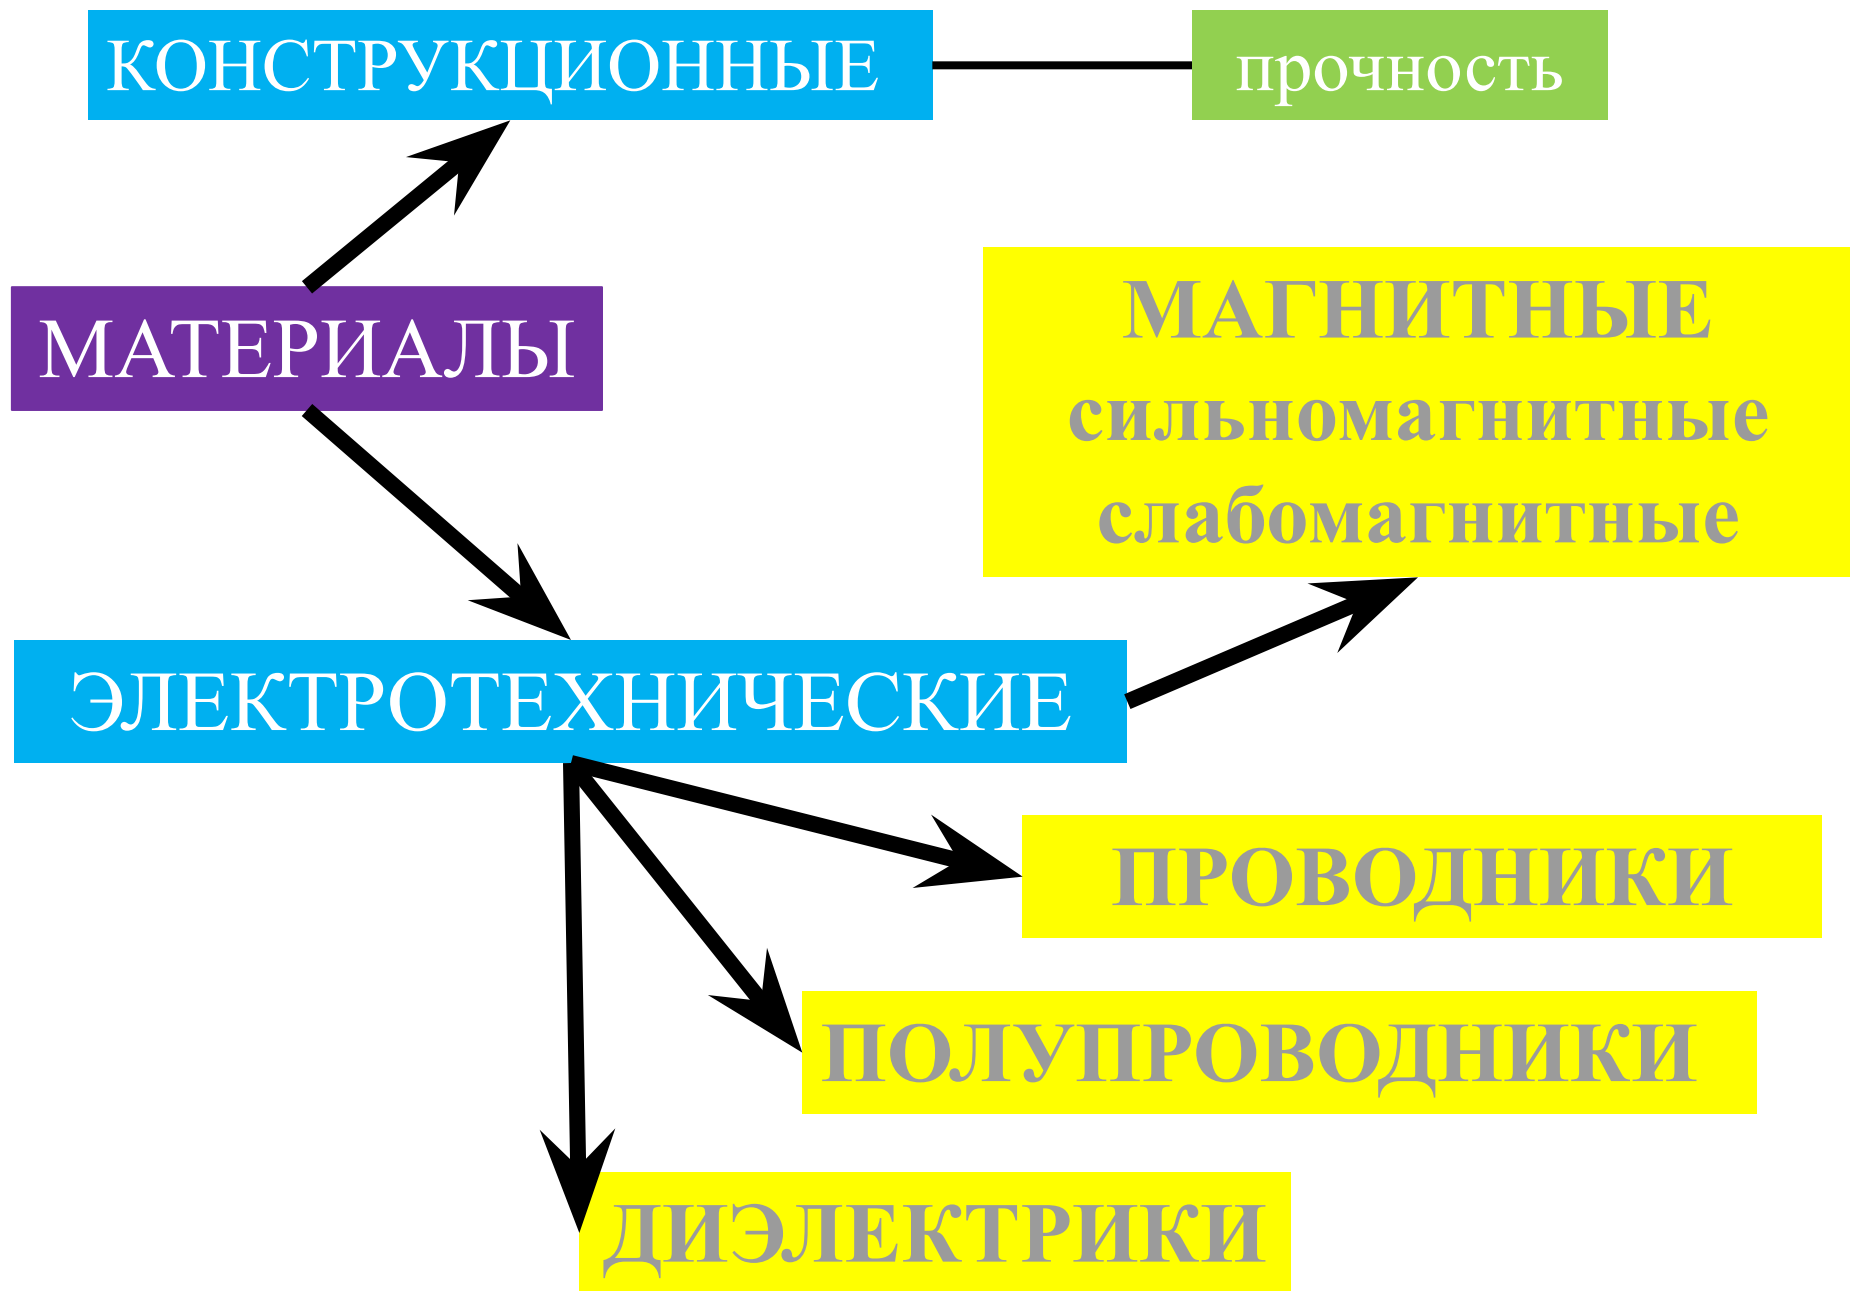 КОНСТРУКЦИОННЫЕ
прочность
МАТЕРИАЛЫ
МАГНИТНЫЕ
сильномагнитные
слабомагнитные
ЭЛЕКТРОТЕХНИЧЕСКИЕ
ПРОВОДНИКИ
ПОЛУПРОВОДНИКИ
ДИЭЛЕКТРИКИ